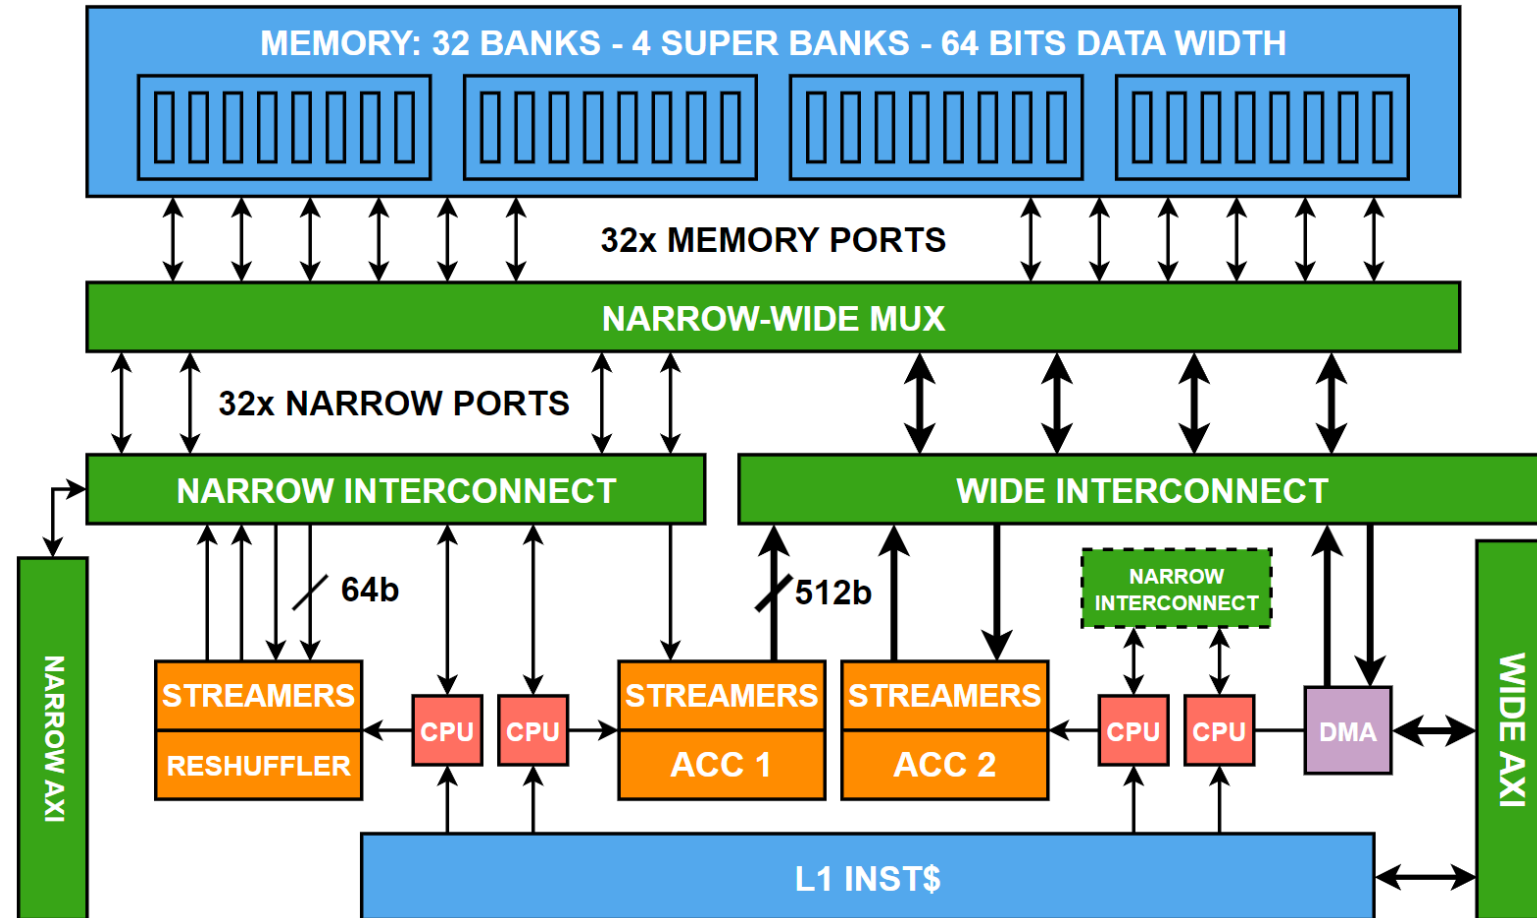 MEMORY: 32 BANKS - 4 SUPER BANKS - 64 BITS DATA WIDTH
32x MEMORY PORTS
NARROW-WIDE MUX
32x NARROW PORTS
NARROW INTERCONNECT
WIDE INTERCONNECT
64b
512b
NARROW
INTERCONNECT
NARROW AXI
STREAMERS
RESHUFFLER
CPU
CPU
STREAMERS
ACC 1
STREAMERS
ACC 2
CPU
CPU
DMA
WIDE AXI
L1 INST$